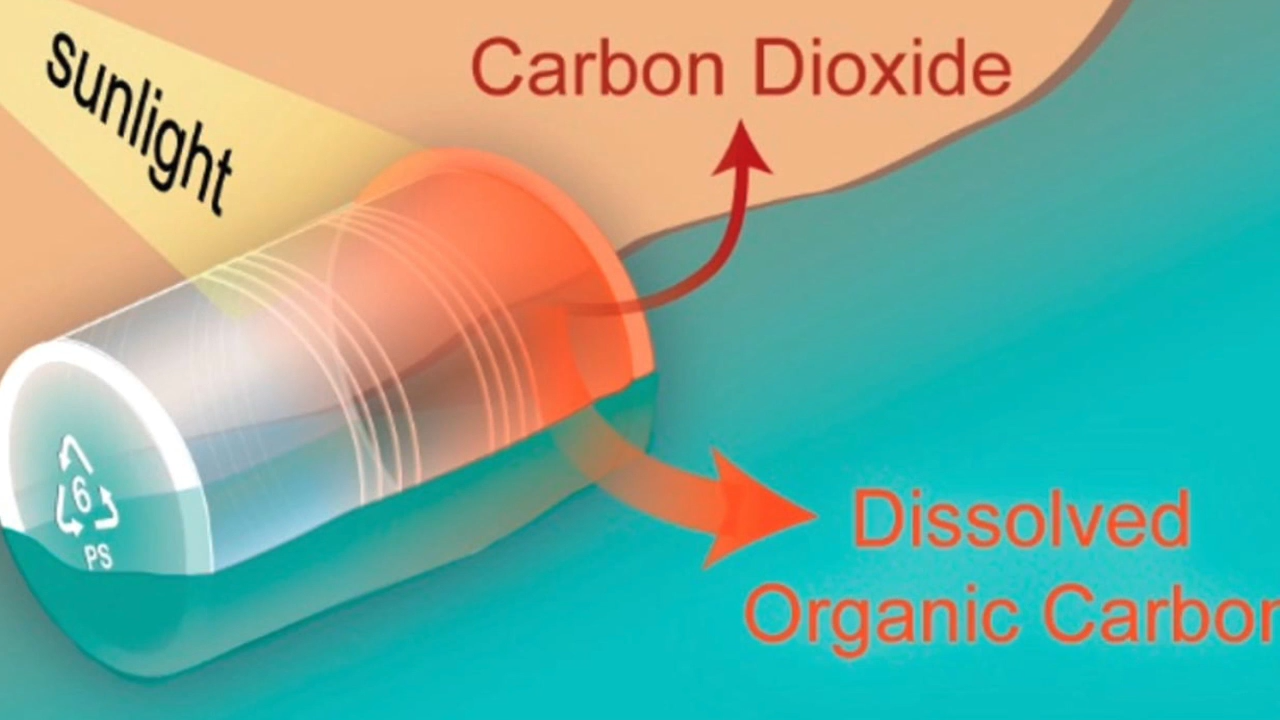 sunlight
Carbon Dioxide
6
PS
Dissolved
Organic Carbon